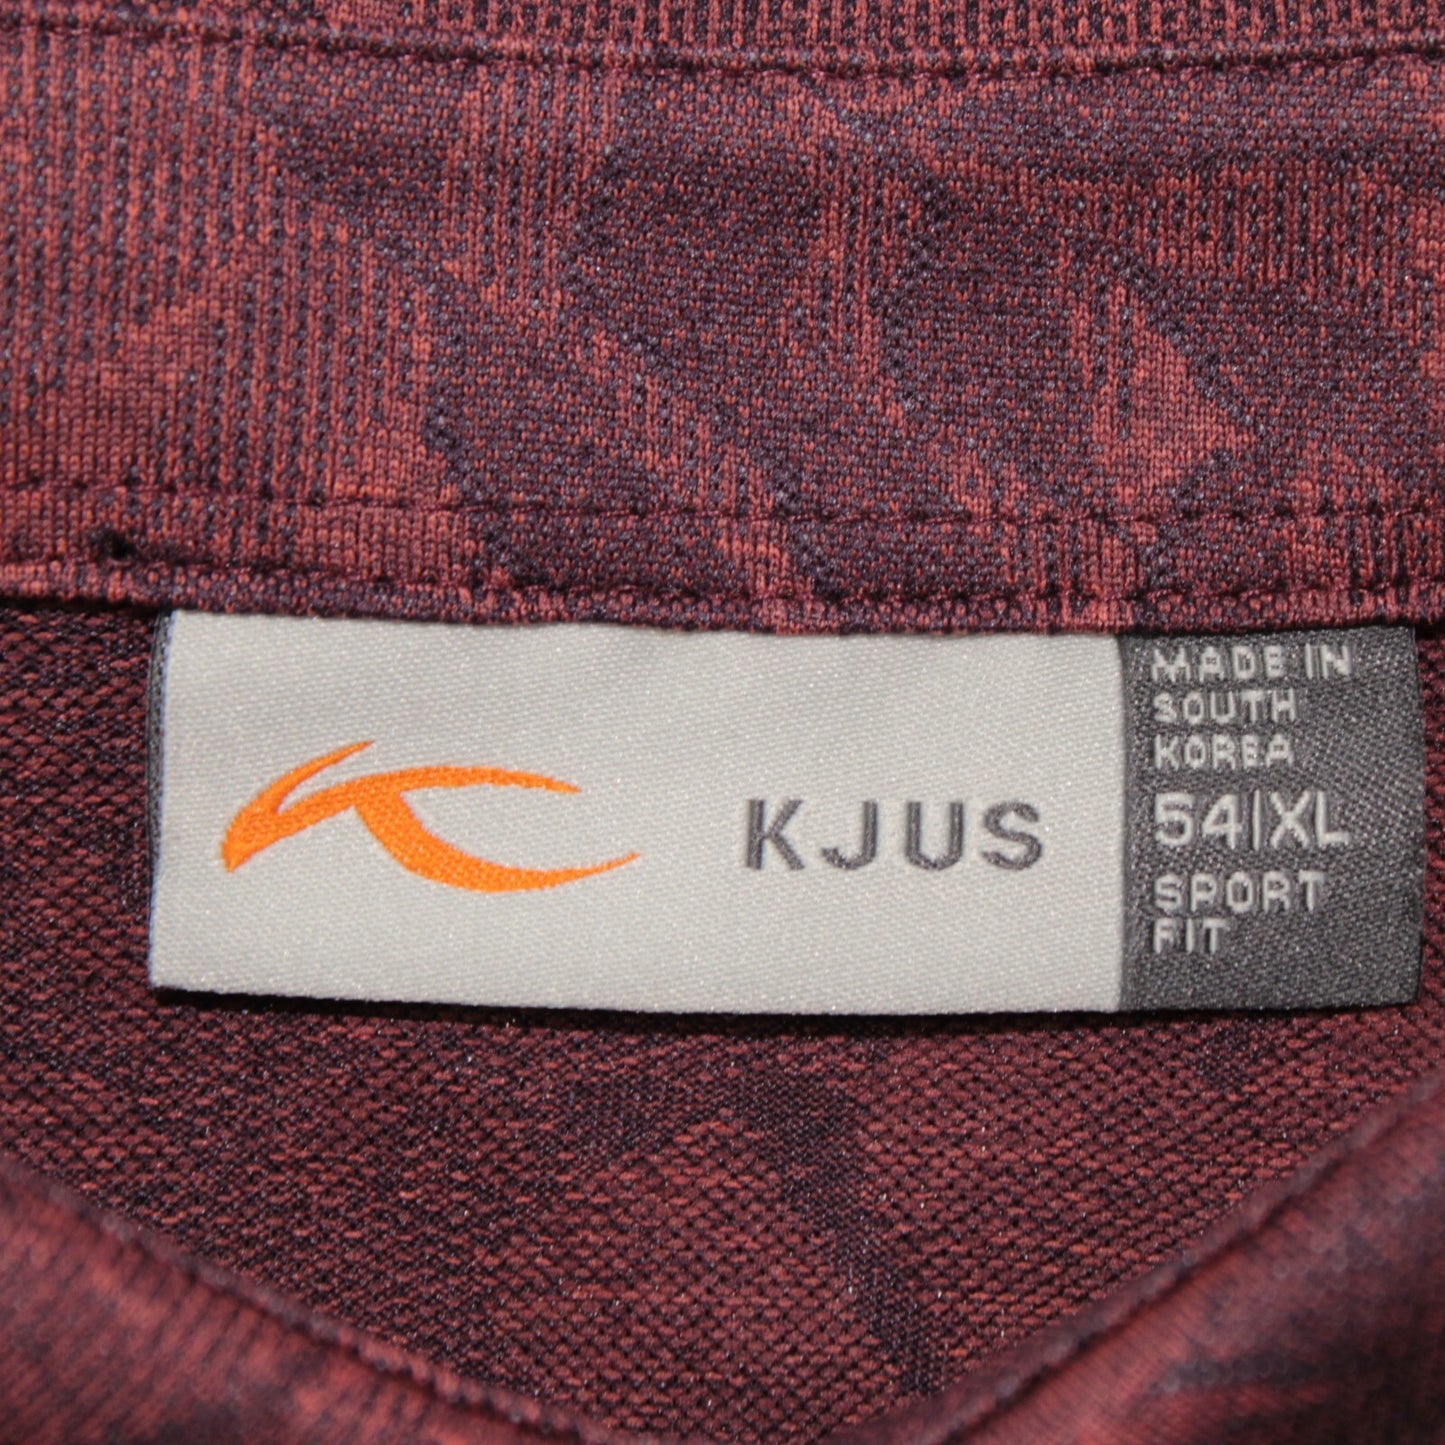 KJUS
MADE IN
SOUTH
KOREA
54|XL
SPORT
FIT